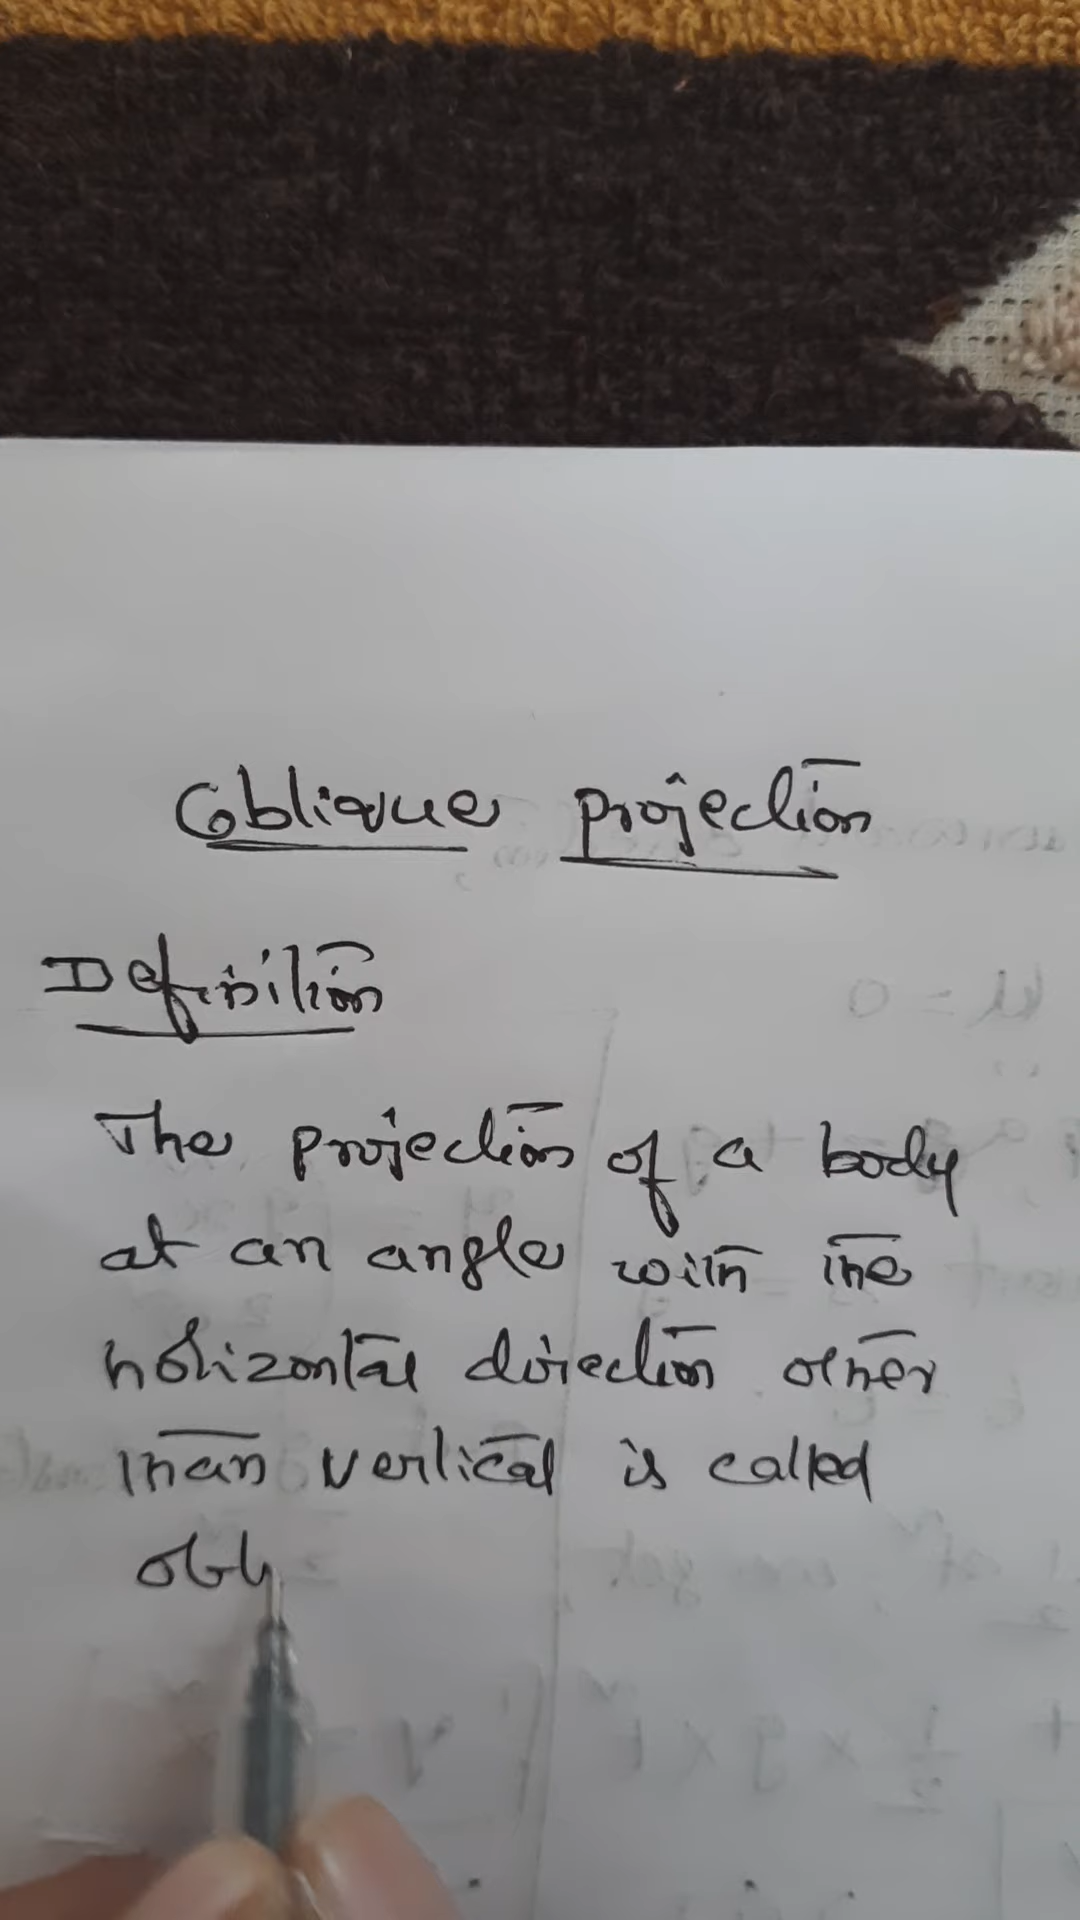 Oblique projection
Definition
The projection of a body
at an angle with the
horizontal direction other
than vertical is called
obli